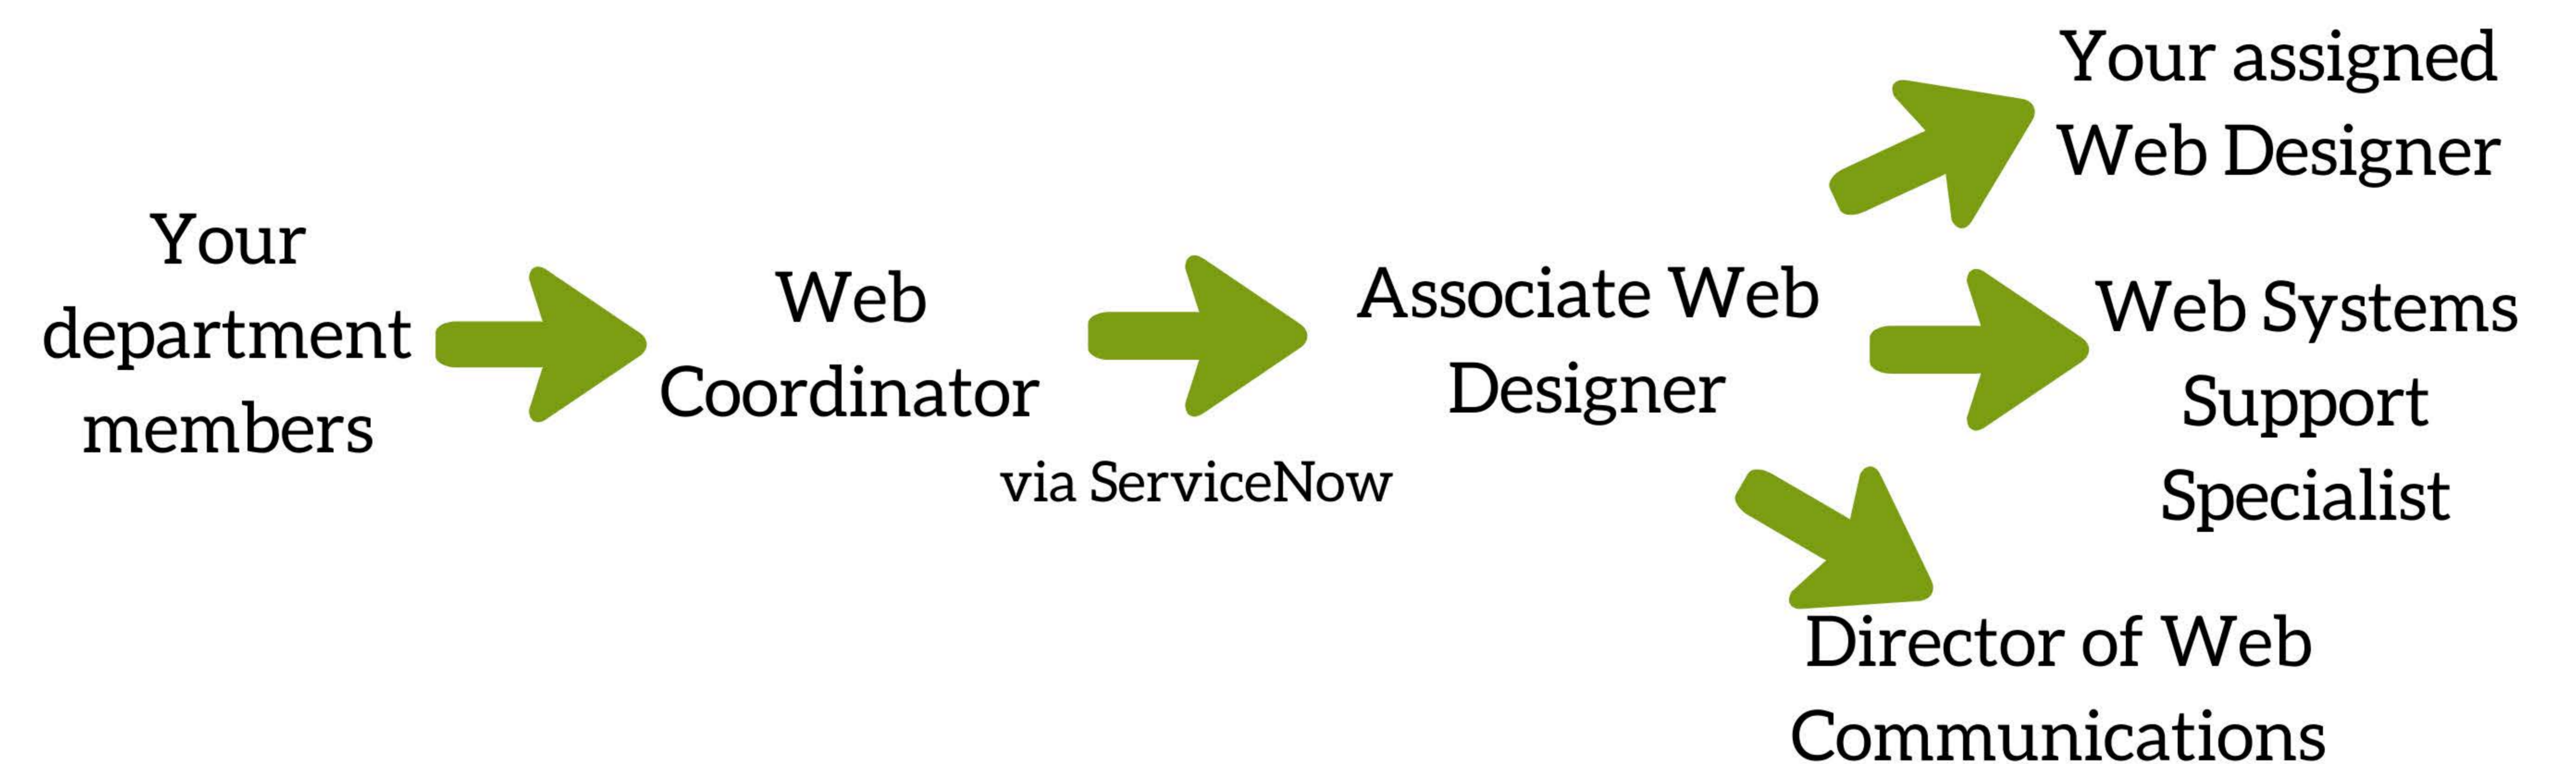 Your
department
members
Web
Coordinator
via ServiceNow
Associate Web
Designer
Your assigned
Web Designer
Web Systems
Support
Specialist
Director of Web
Communications